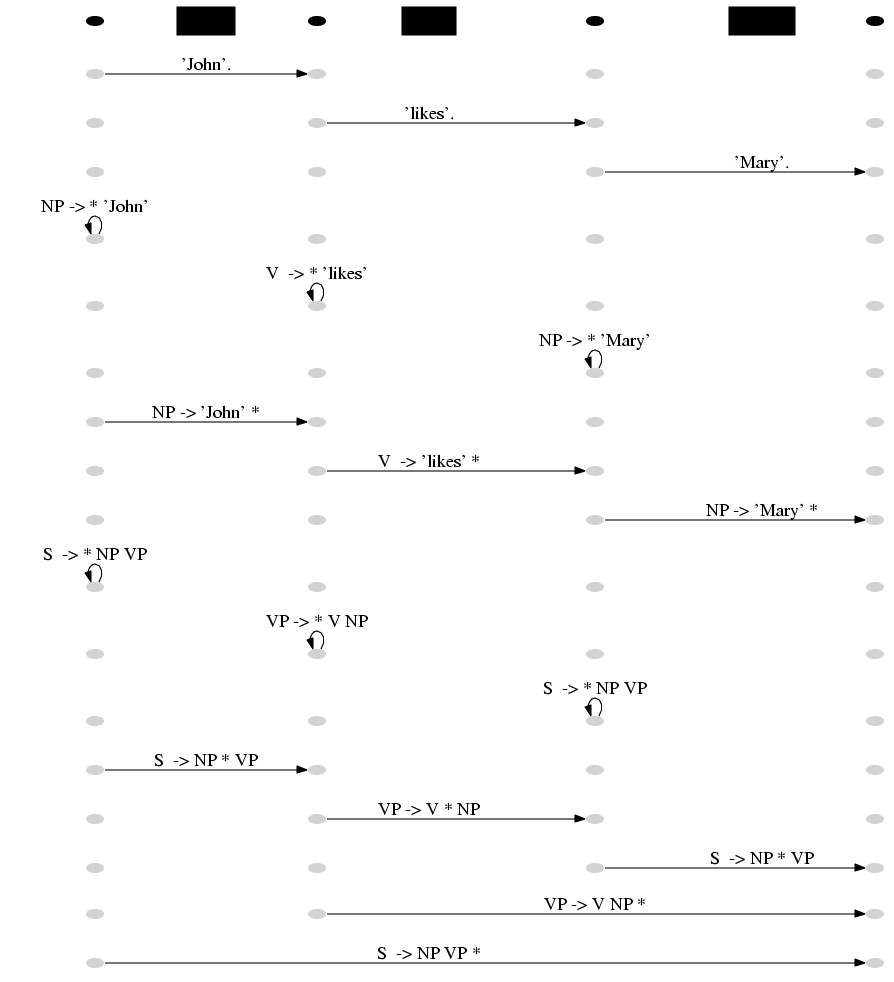 ’John’.
’likes’.
’Mary’.
NP -> * ’John’
V -> * ’likes’
NP -> * ’Mary’
NP -> ’John’ *
V -> ’likes’ *
NP -> ’Mary’ *
S -> * NP VP
VP -> * V NP
S -> * NP VP
S -> NP * VP
VP -> V * NP
S -> NP * VP
VP -> V NP *
S -> NP VP *